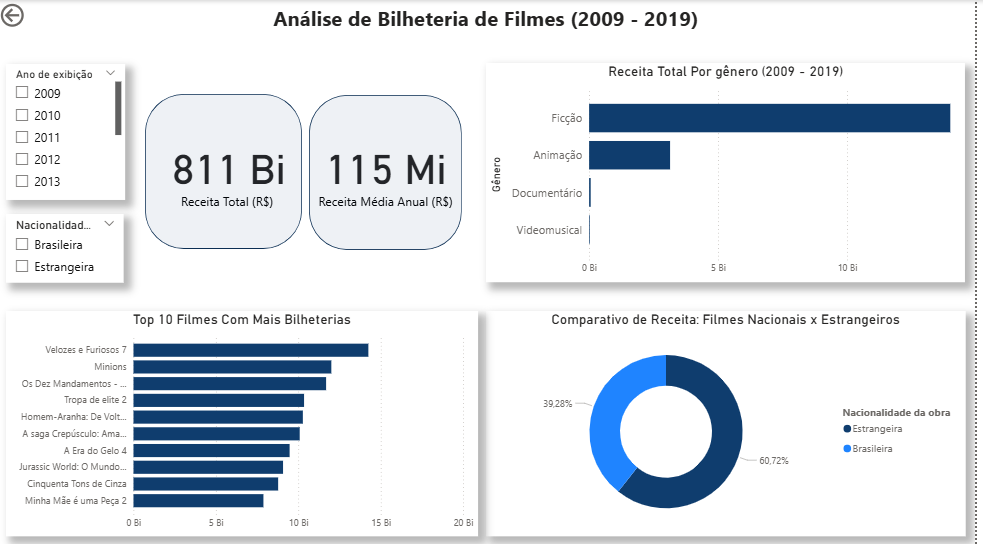 Análise de Bilheteria de Filmes (2009 - 2019)
Ano de exibição
2009
2010
2011
2012
2013
Nacionalidad...
Brasileira
Estrangeira
811 Bi
Receita Total (R$)
115 Mi
Receita Média Anual (R$)
Receita Total Por gênero (2009 - 2019)
Gênero
Ficção
Animação
Documentário
Videomusical
0 Bi
5 Bi
10 Bi
Top 10 Filmes Com Mais Bilheterias
Velozes e Furiosos 7
Minions
Os Dez Mandamentos - ...
Tropa de elite 2
Homem-Aranha: De Volt...
A saga Crepúsculo: Ama...
A Era do Gelo 4
Jurassic World: O Mundo...
Cinquenta Tons de Cinza
Minha Mãe é uma Peça 2
0 Bi
5 Bi
10 Bi
15 Bi
20 Bi
Comparativo de Receita: Filmes Nacionais x Estrangeiros
39,28%
60,72%
Nacionalidade da obra
Estrangeira
Brasileira